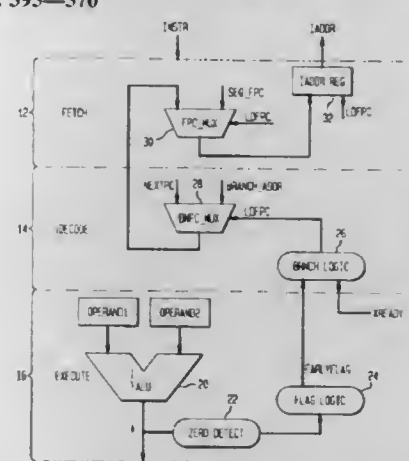 INSTR
IADDR
SEQ_FPC
IADDR REG
12
FETCH
FPC_MUX
LDFPC
30
32
LDFPC
NEXTPC
28
BRANCH_ADDR
14
DECODE
LDFPC
26
BRANCH LOGIC
OPERAND1
OPERAND2
XREADY
EARLYFLAG
16
EXECUTE
ALU
20
22
24
FLAG LOGIC
ZERO DETECT